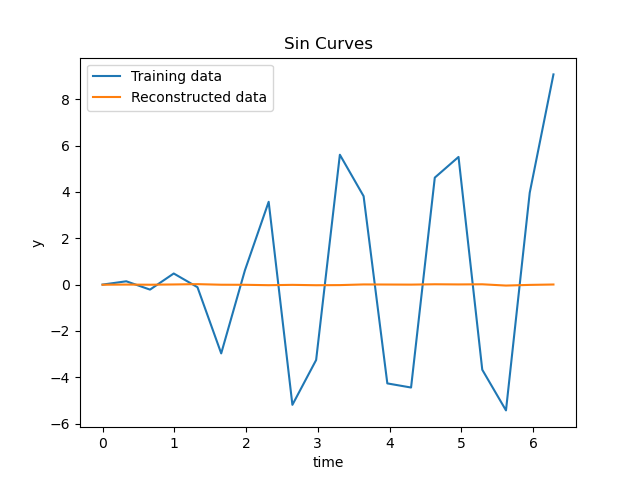 Sin Curves
Training data
Reconstructed data
8
6
4
2
0
−2
−4
−6
y
0 1 2 3 4 5 6
time